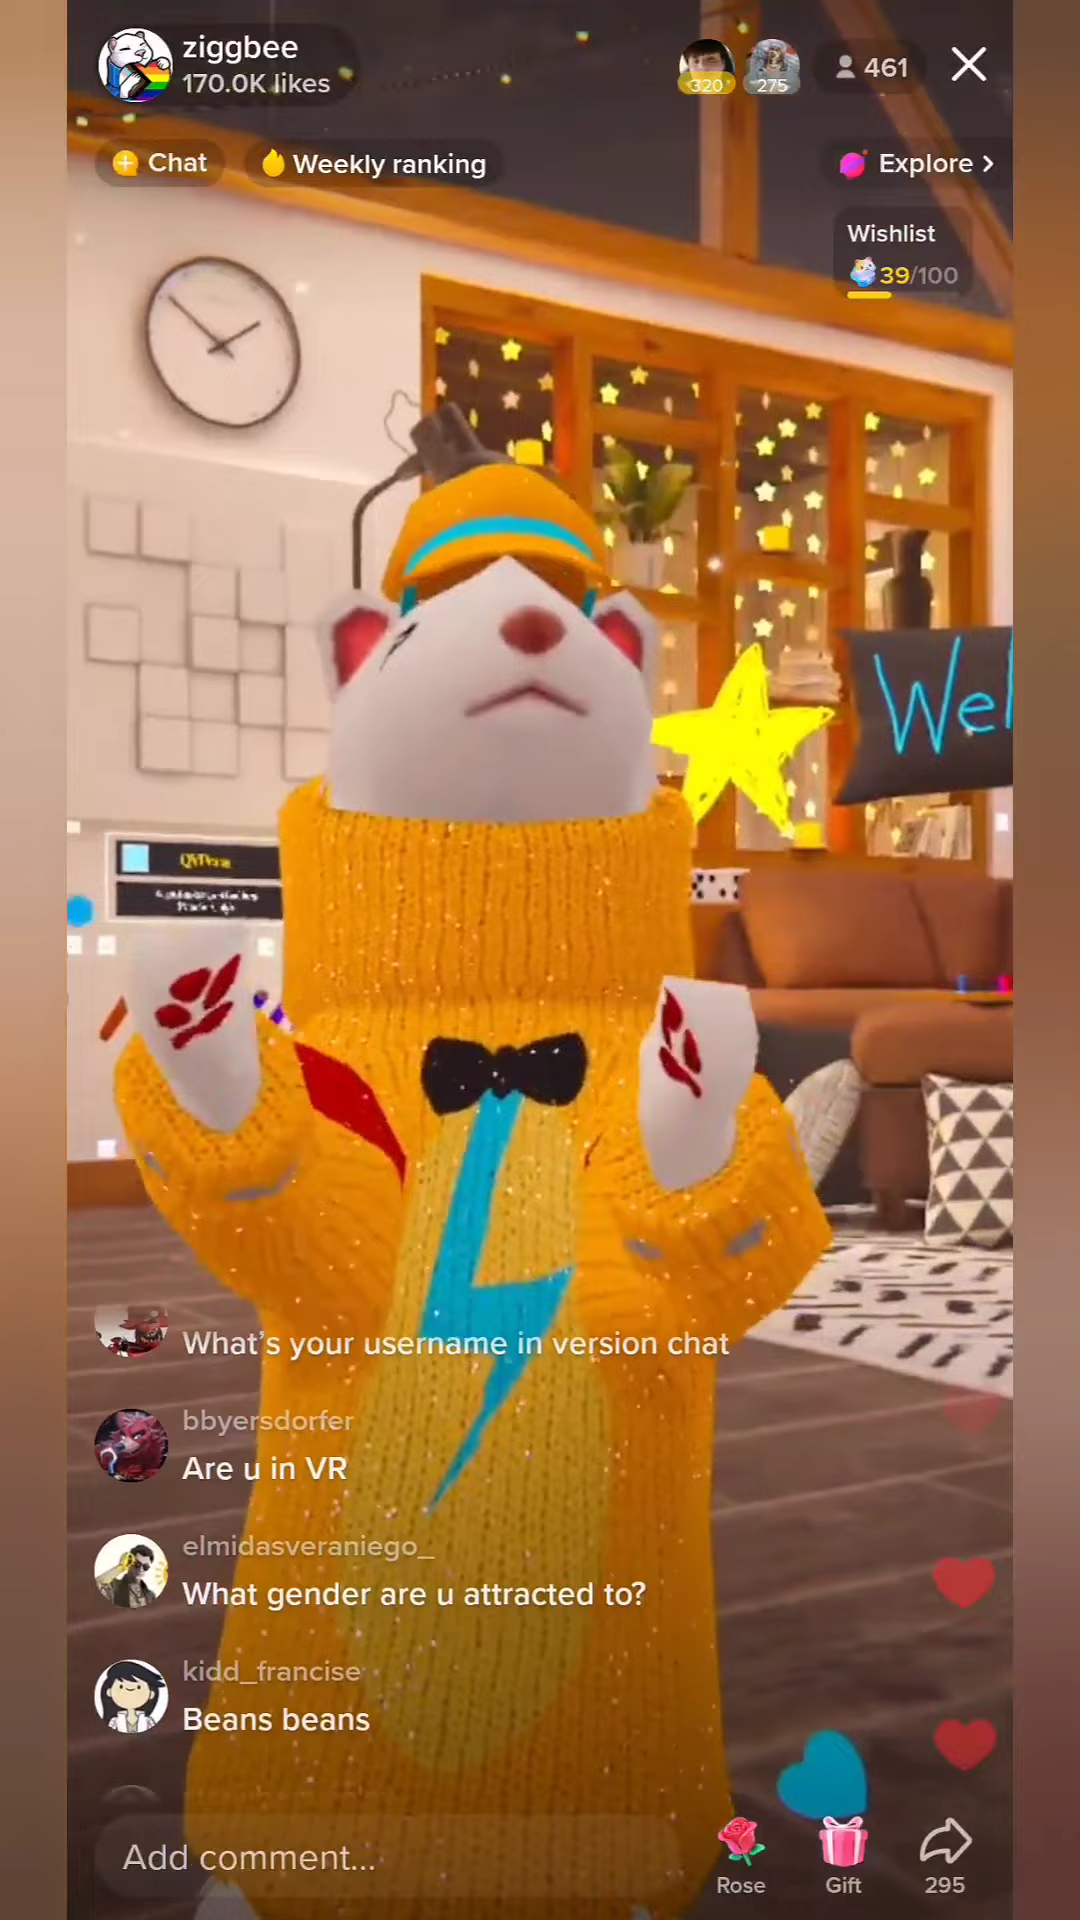 ziggbee
170.0K likes
320
275
461
Chat
Weekly ranking
Explore
Wishlist
39/100
Wel
What's your username in version chat
bbyersdorfer
Are u in VR
elmidasveraniego_
What gender are u attracted to?
kidd_francise
Beans beans
Add comment...
Rose
Gift
295